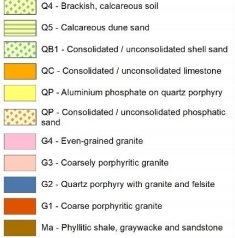 Q4 - Brackish, calcareous soil
Q5 - Calcareous dune sand
QB1 - Consolidated / unconsolidated shell sand
QC - Consolidated / unconsolidated limestone
QP - Aluminium phosphate on quartz porphyry
QP - Consolidated / unconsolidated phosphatic
sand
G4 - Even-grained granite
G3 - Coarsely porphyritic granite
G2 - Quartz porphyry with granite and felsite
G1 - Coarse porphyritic granite
Ma - Phyllitic shale, graywacke and sandstone